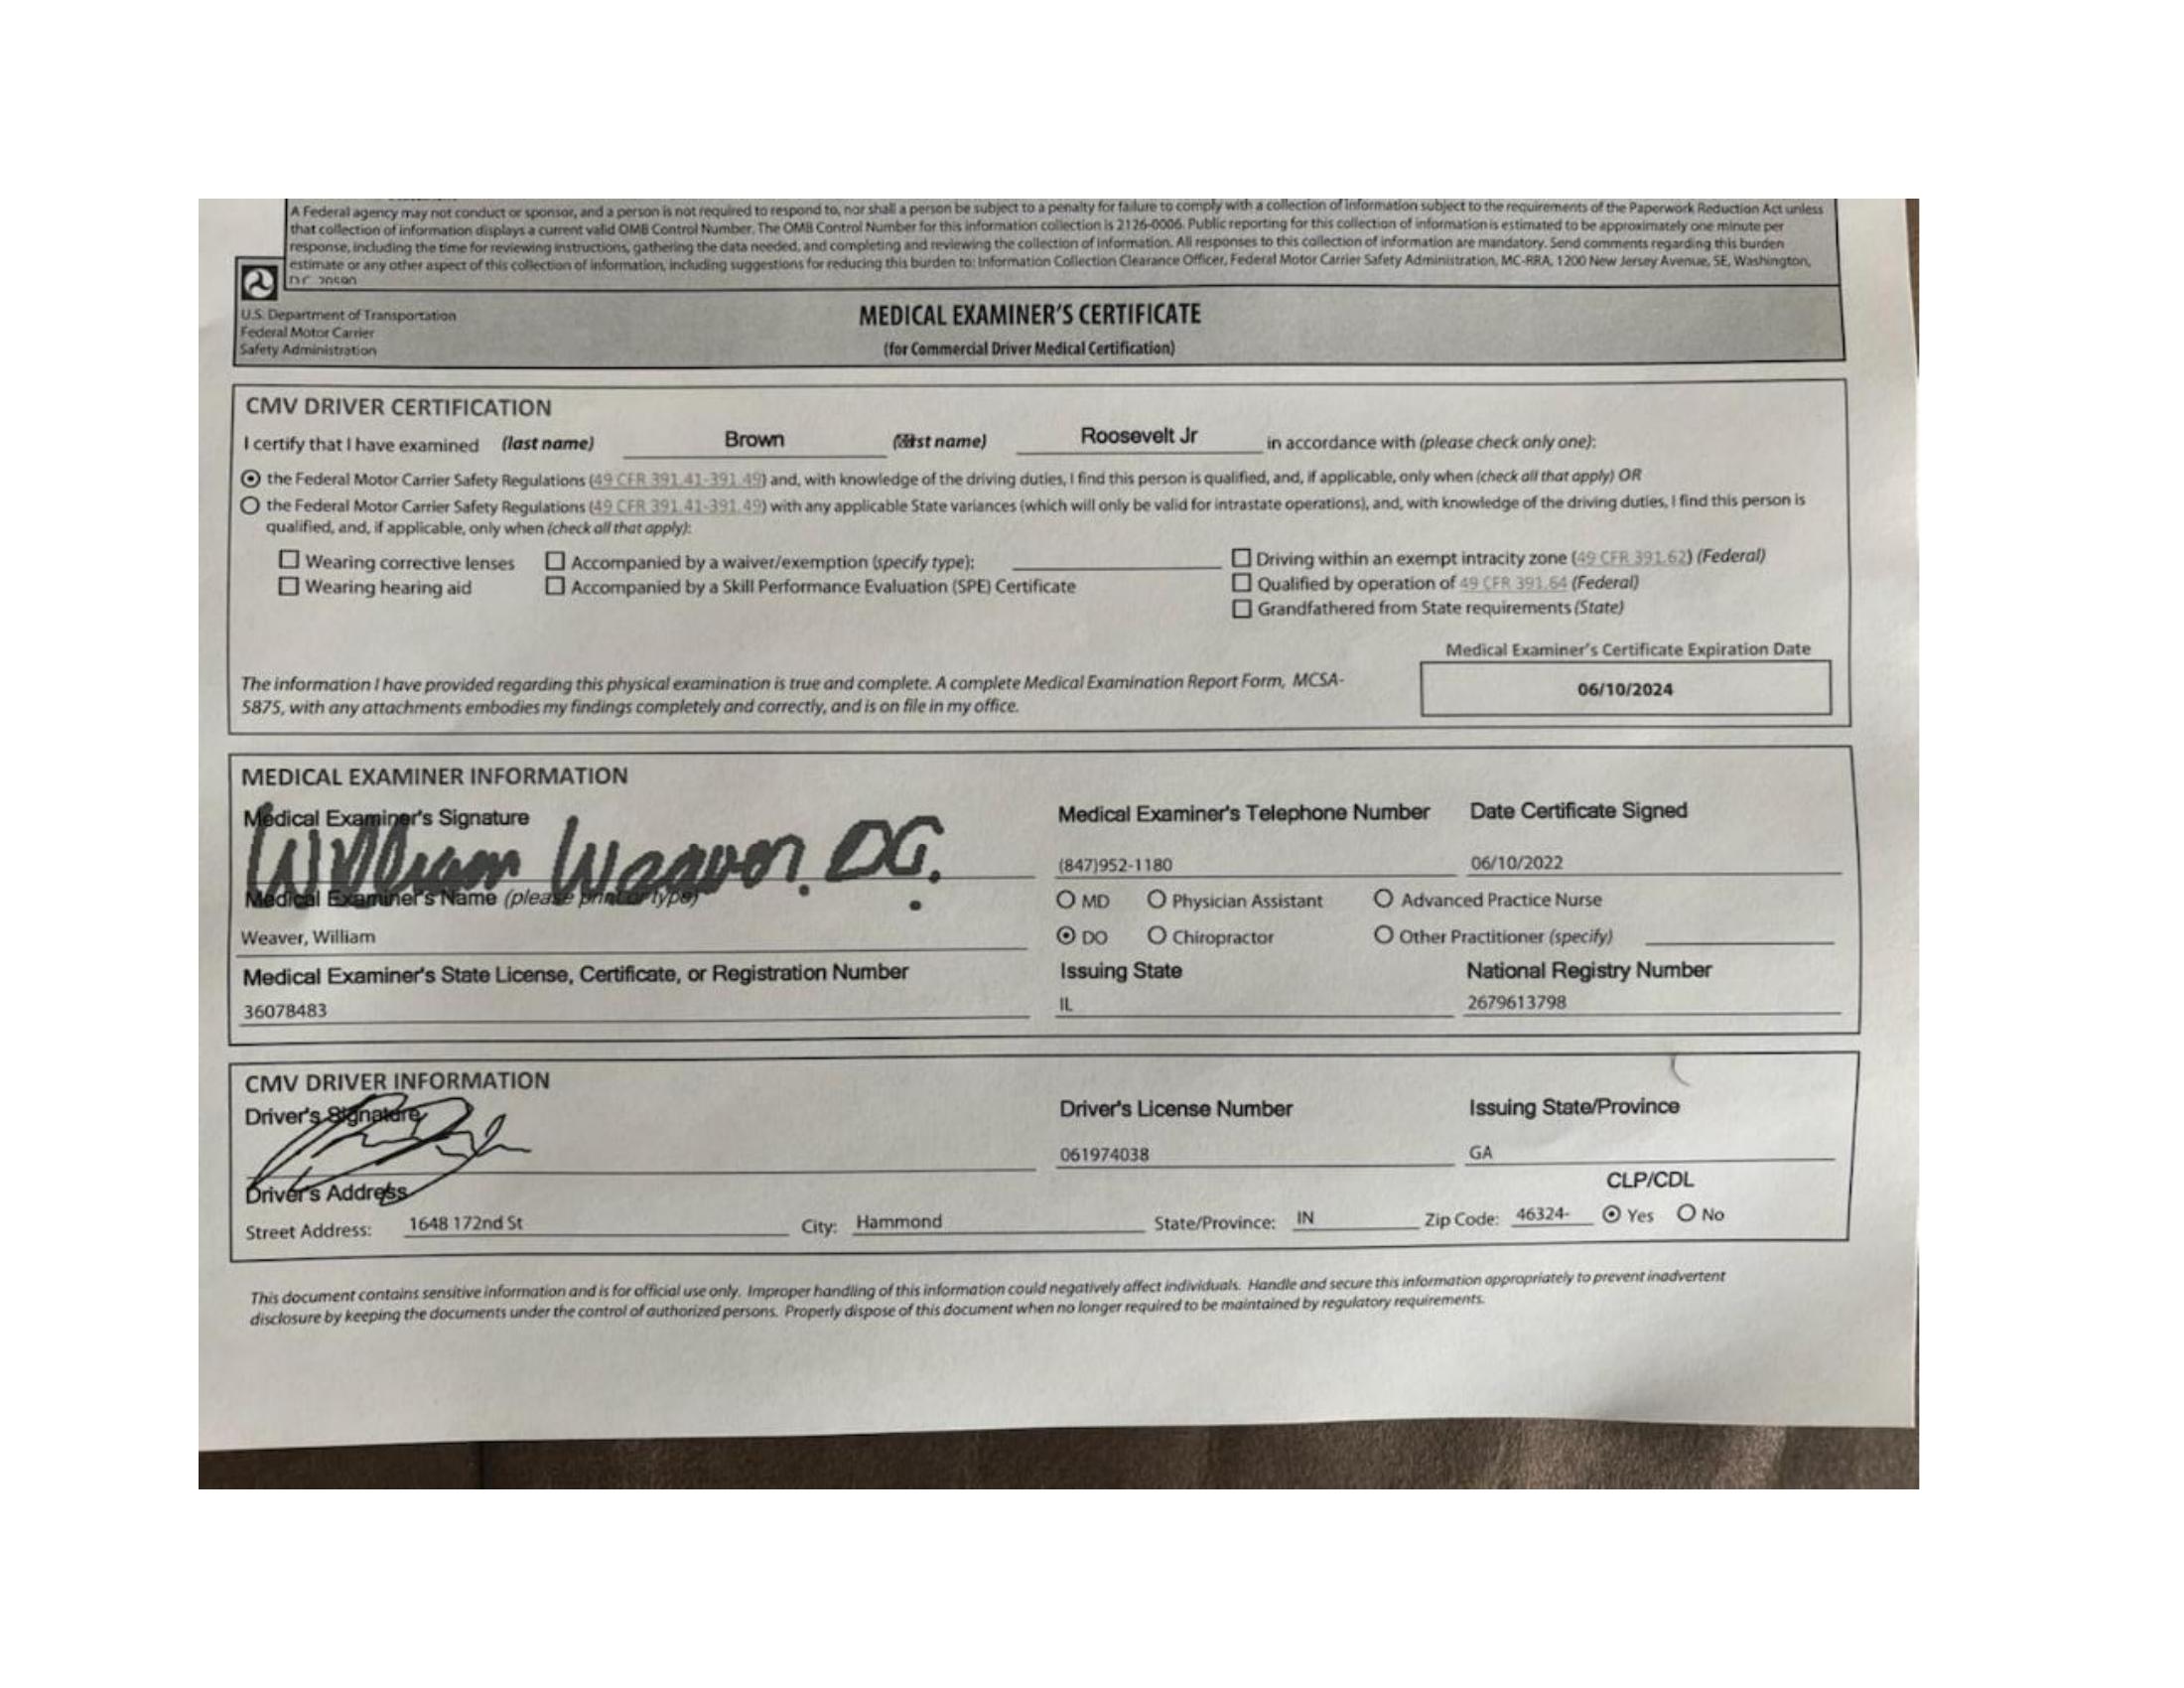 A Federal agency may not conduct or sponsor, and a person is not required to respond to, nor shall a person be subject to a penalty for failure to comply with a collection of information subject to the requirements of the Paperwork Reduction Act unless
that collection of information displays a current valid OMB Control Number. The OMB Control Number for this information collection is 2126-0006. Public reporting for this collection of information is estimated to be approximately one minute per
response, including the time for reviewing instructions, gathering the data needed, and completing and reviewing the collection of information. All responses to this collection of information are mandatory. Send comments regarding this burden
estimate or any other aspect of this collection of information, including suggestions for reducing this burden to: Information Collection Clearance Officer, Federal Motor Carrier Safety Administration, MC-RRA, 1200 New Jersey Avenue, SE, Washington,
U.S. Department of Transportation
Federal Motor Carrier
Safety Administration
MEDICAL EXAMINER'S CERTIFICATE
(for Commercial Driver Medical Certification)
CMV DRIVER CERTIFICATION
I certify that I have examined (last name) Brown (first name) Roosevelt Jr in accordance with (please check only one):
the Federal Motor Carrier Safety Regulations (49 CFR 391.41-391.49) and, with knowledge of the driving duties, I find this person is qualified, and, if applicable, only when (check all that apply) OR
the Federal Motor Carrier Safety Regulations (49 CFR 391.41-391.49) with any applicable State variances (which will only be valid for intrastate operations), and, with knowledge of the driving duties, I find this person is
qualified, and, if applicable, only when (check all that apply):
Wearing corrective lenses Accompanied by a waiver/exemption (specify type): Driving within an exempt intracity zone (49 CFR 391.62) (Federal)
Wearing hearing aid Accompanied by a Skill Performance Evaluation (SPE) Certificate Qualified by operation of 49 CFR 391.64 (Federal)
Grandfathered from State requirements (State)
Medical Examiner's Certificate Expiration Date
06/10/2024
The information I have provided regarding this physical examination is true and complete. A complete Medical Examination Report Form, MCSA-
5875, with any attachments embodies my findings completely and correctly, and is on file in my office.
MEDICAL EXAMINER INFORMATION
Medical Examiner's Signature Medical Examiner's Telephone Number Date Certificate Signed
William Weaver. DO.
(847)952-1180 06/10/2022
Medical Examiner's Name (please print or type) MD Physician Assistant Advanced Practice Nurse
Weaver, William DO Chiropractor Other Practitioner (specify)
Medical Examiner's State License, Certificate, or Registration Number Issuing State National Registry Number
36078483 IL 2679613798
CMV DRIVER INFORMATION
Driver's Signature Driver's License Number Issuing State/Province
061974038 GA
Driver's Address CLP/CDL
Street Address: 1648 172nd St City: Hammond State/Province: IN Zip Code: 46324- Yes No
This document contains sensitive information and is for official use only. Improper handling of this information could negatively affect individuals. Handle and secure this information appropriately to prevent inadvertent
disclosure by keeping the documents under the control of authorized persons. Properly dispose of this document when no longer required to be maintained by regulatory requirements.